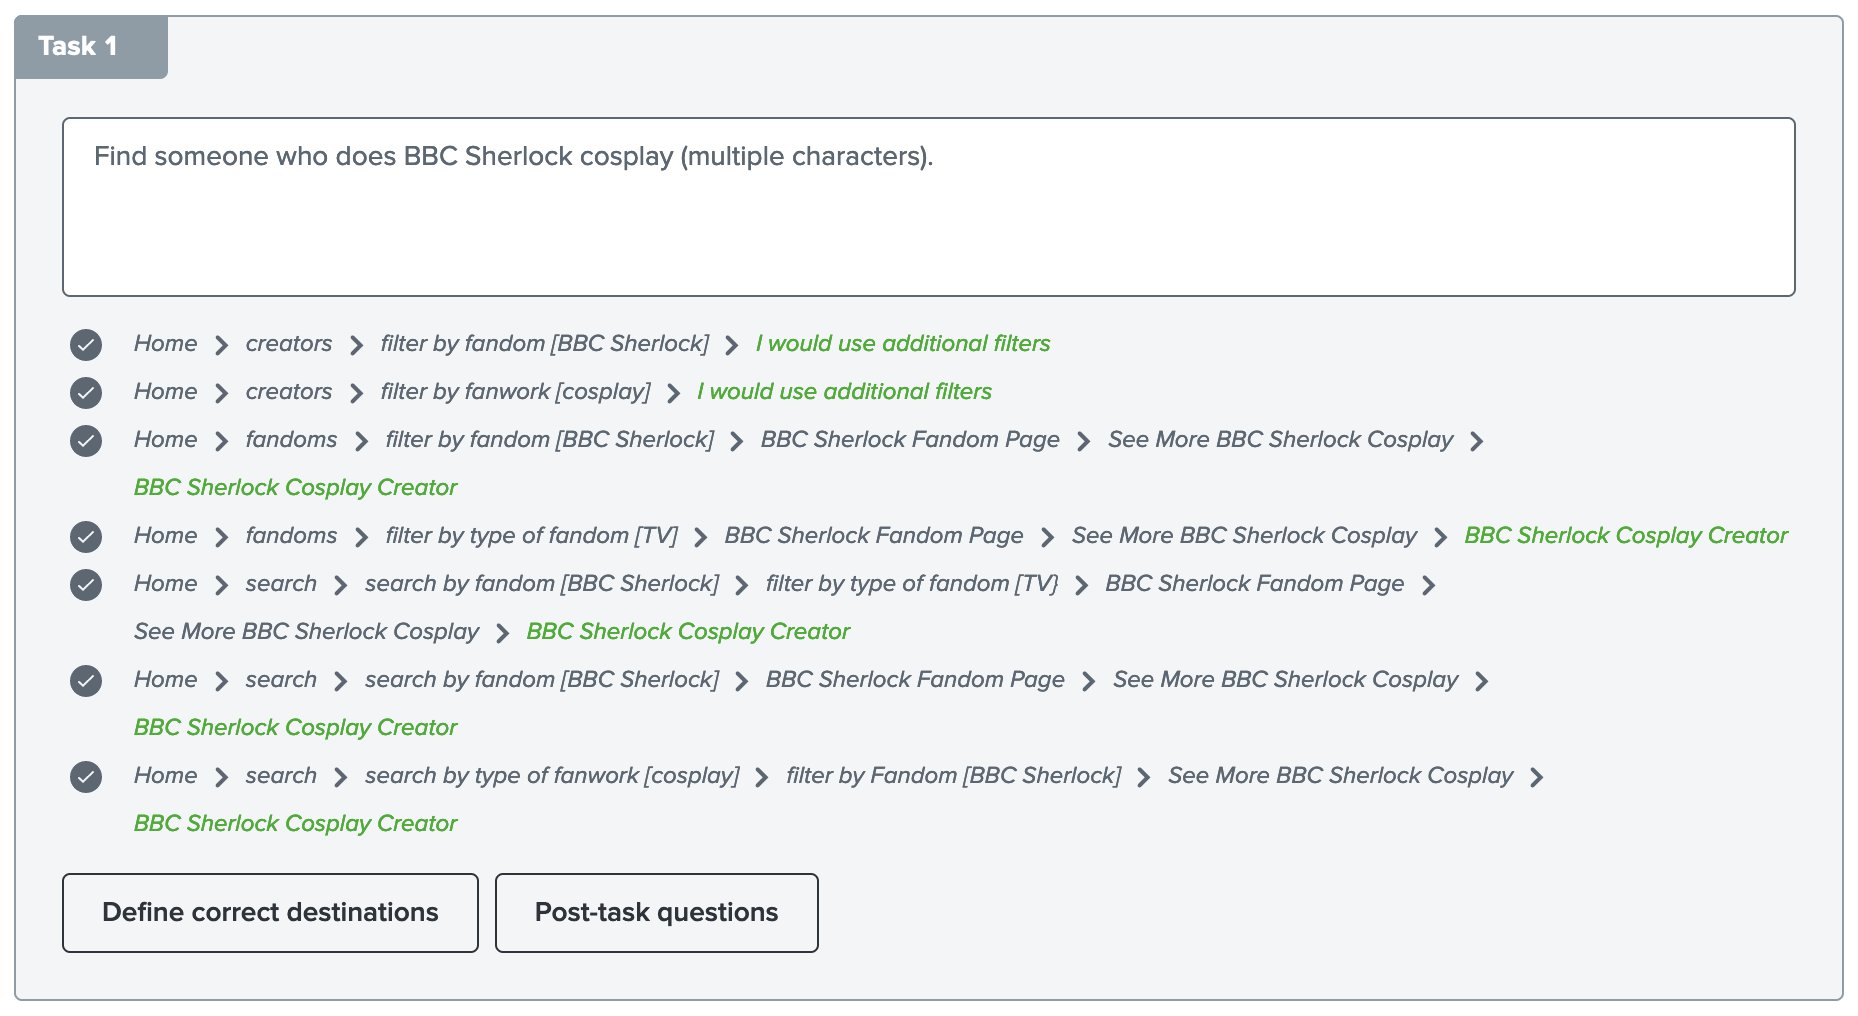 Task 1
Find someone who does BBC Sherlock cosplay (multiple characters).
Home > creators > filter by fandom [BBC Sherlock] > I would use additional filters
Home > creators > filter by fanwork [cosplay] > I would use additional filters
Home > fandoms > filter by fandom [BBC Sherlock] > BBC Sherlock Fandom Page > See More BBC Sherlock Cosplay >
BBC Sherlock Cosplay Creator
Home > fandoms > filter by type of fandom [TV] > BBC Sherlock Fandom Page > See More BBC Sherlock Cosplay > BBC Sherlock Cosplay Creator
Home > search > search by fandom [BBC Sherlock] > filter by type of fandom [TV} > BBC Sherlock Fandom Page >
See More BBC Sherlock Cosplay > BBC Sherlock Cosplay Creator
Home > search > search by fandom [BBC Sherlock] > BBC Sherlock Fandom Page > See More BBC Sherlock Cosplay >
BBC Sherlock Cosplay Creator
Home > search > search by type of fanwork [cosplay] > filter by Fandom [BBC Sherlock] > See More BBC Sherlock Cosplay >
BBC Sherlock Cosplay Creator
Define correct destinations
Post-task questions